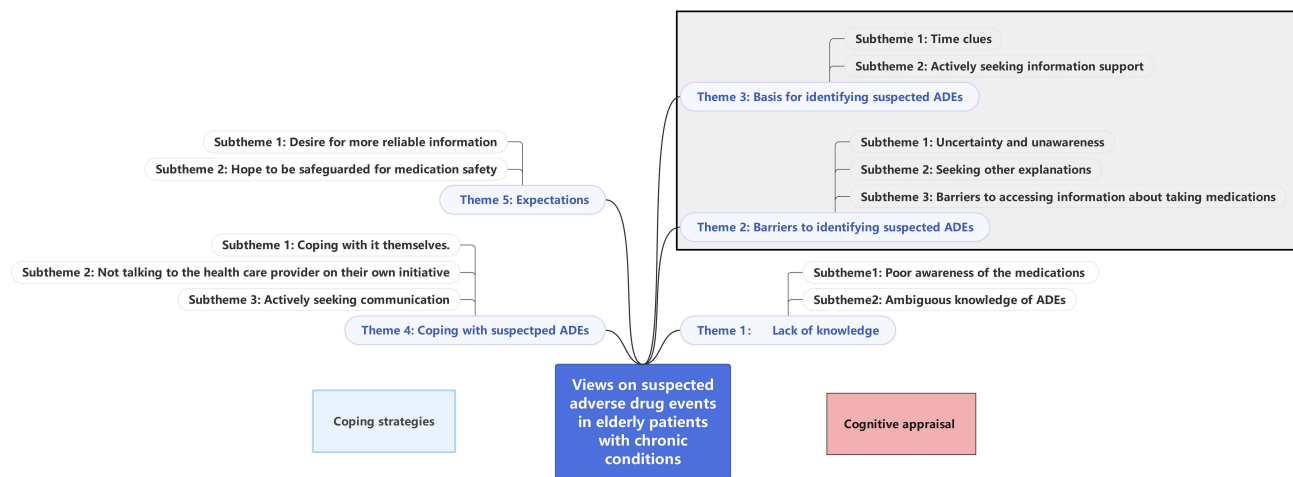 Subtheme 1: Time clues
Subtheme 2: Actively seeking information support
Theme 3: Basis for identifying suspected ADEs
Subtheme 1: Uncertainty and unawareness
Subtheme 2: Seeking other explanations
Subtheme 3: Barriers to accessing information about taking medications
Theme 2: Barriers to identifying suspected ADEs
Subtheme1: Poor awareness of the medications
Subtheme2: Ambiguous knowledge of ADEs
Theme 1: Lack of knowledge
Subtheme 1: Desire for more reliable information
Subtheme 2: Hope to be safeguarded for medication safety
Theme 5: Expectations
Subtheme 1: Coping with it themselves.
Subtheme 2: Not talking to the health care provider on their own initiative
Subtheme 3: Actively seeking communication
Theme 4: Coping with suspectped ADEs
Views on suspected
adverse drug events
in elderly patients
with chronic
conditions
Coping strategies
Cognitive appraisal